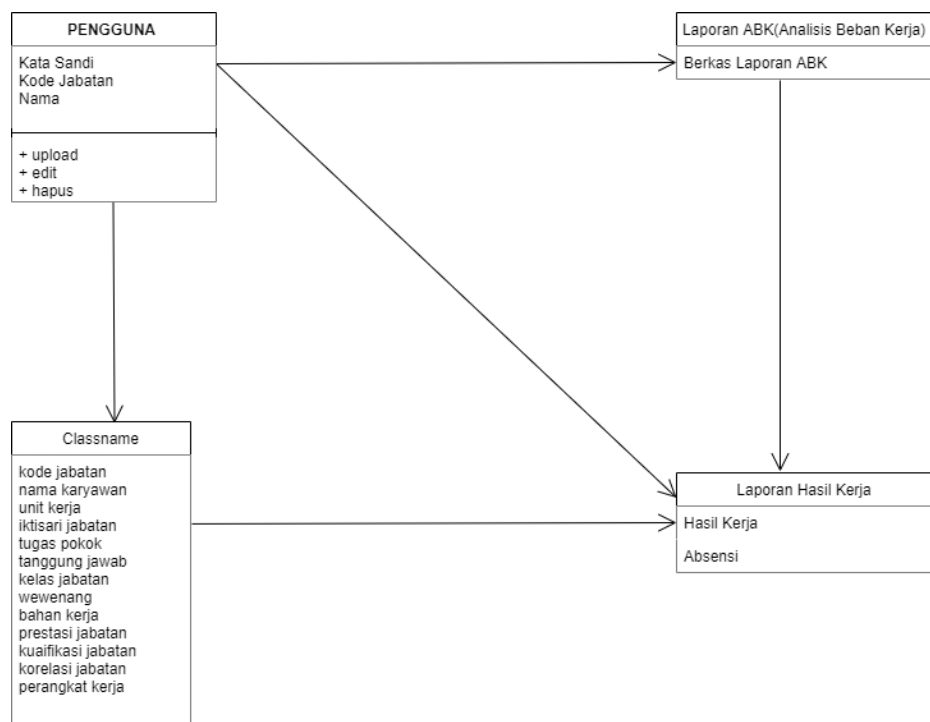 PENGGUNA
Kata Sandi
Kode Jabatan
Nama
+ upload
+ edit
+ hapus
Laporan ABK(Analisis Beban Kerja)
Berkas Laporan ABK
Classname
kode jabatan
nama karyawan
unit kerja
iktisari jabatan
tugas pokok
tanggung jawab
kelas jabatan
wewenang
bahan kerja
prestasi jabatan
kuaifikasi jabatan
korelasi jabatan
perangkat kerja
Laporan Hasil Kerja
Hasil Kerja
Absensi